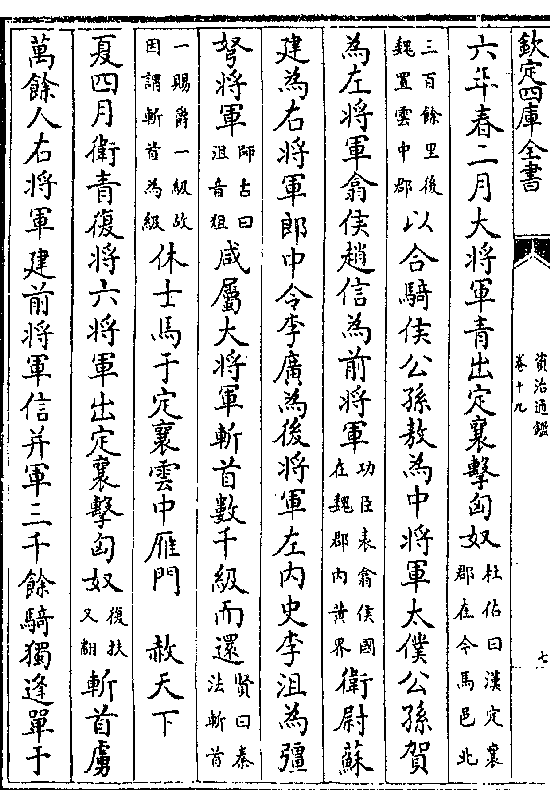 欽定四庫全書
資治通鑑
卷十九
七
六年春二月大將軍青出定襄擊匈奴杜佑曰漢定襄郡在今馬邑北
三百餘里後魏置雲中郡以合騎侯公孫敖為中將軍太僕公孫賀
為左將軍翕侯趙信為前將軍功臣表翕侯國在魏郡內黄界衛尉蘇
建為右將軍郎中令李廣為後將軍左內史李沮為彊
弩將軍師古曰沮音狙咸屬大將軍斬首數千級而還賢曰秦法斬首
一賜爵一級故因謂斬首為級休士馬于定襄雲中雁門　赦天下
夏四月衛青復將六將軍出定襄擊匈奴復扶又翻斬首虜
萬餘人右將軍建前將軍信并軍三千餘騎獨逢單于